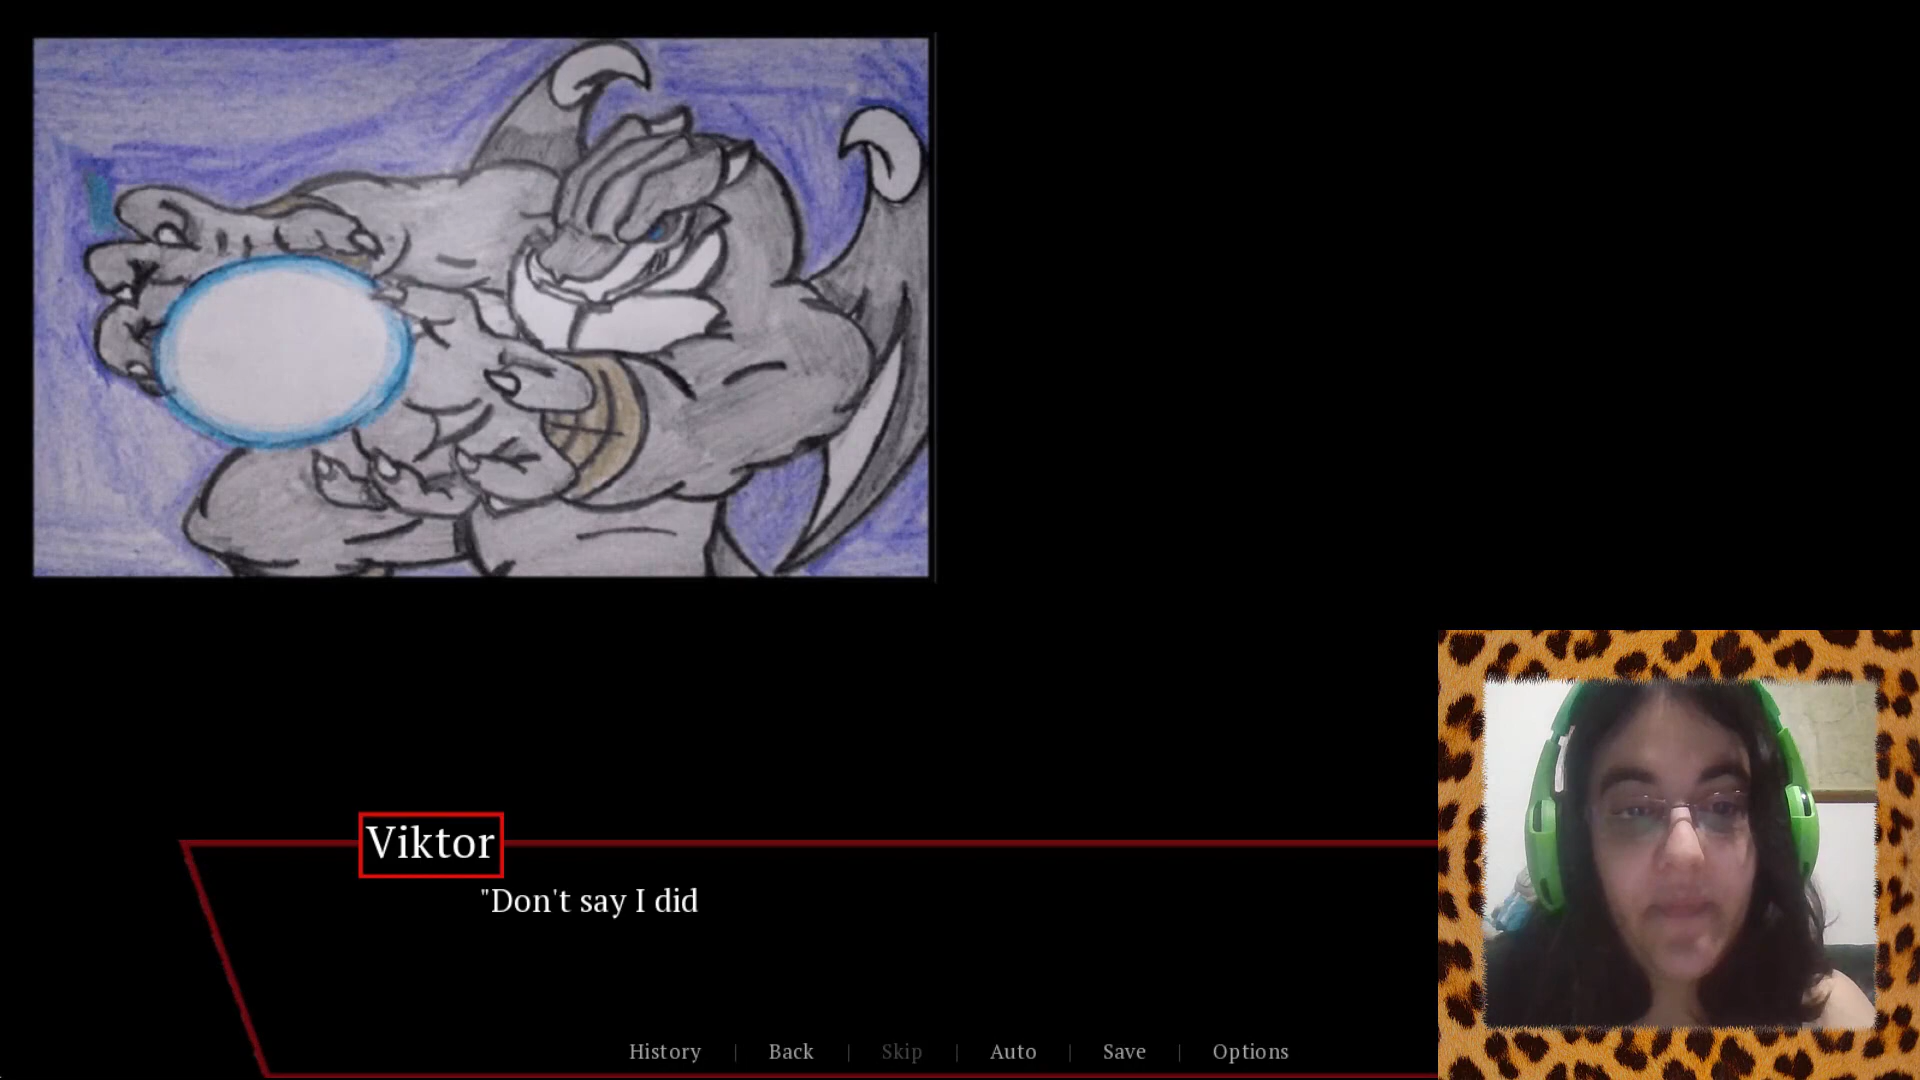 Viktor
"Don't say I did
History | Back | Skip | Auto | Save | Options